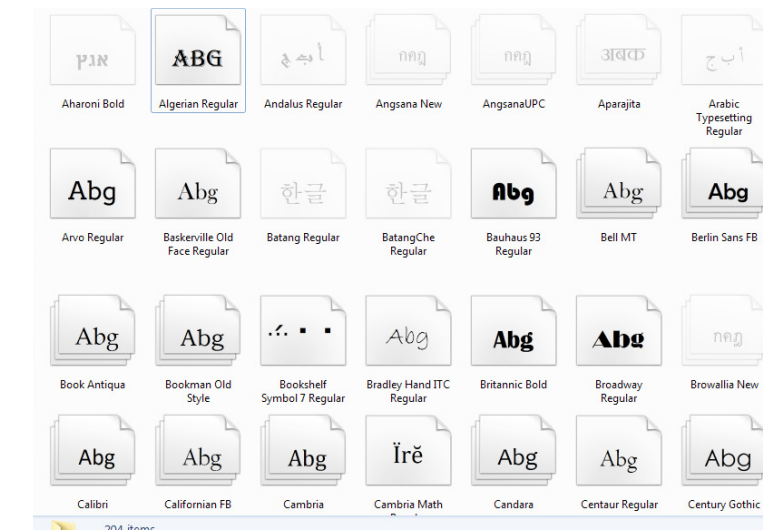 אנץ ABG أب ج กคฎ กคฎ अबक أب ج
Aharoni Bold Algerian Regular Andalus Regular Angsana New AngsanaUPC Aparajita Arabic
Typesetting
Regular
Abg Abg 한글 한글 Abg Abg Abg
Arvo Regular Baskerville Old Batang Regular BatangChe Bauhaus 93 Bell MT Berlin Sans FB
Face Regular Regular Regular
Abg Abg Abg Abg Abg กคฎ
Book Antiqua Bookman Old Bookshelf Bradley Hand ITC Britannic Bold Broadway Browallia New
Style Symbol 7 Regular Regular Regular
Abg Abg Abg Ïrĕ Abg Abg Abg
Calibri Californian FB Cambria Cambria Math Candara Centaur Regular Century Gothic
204 items